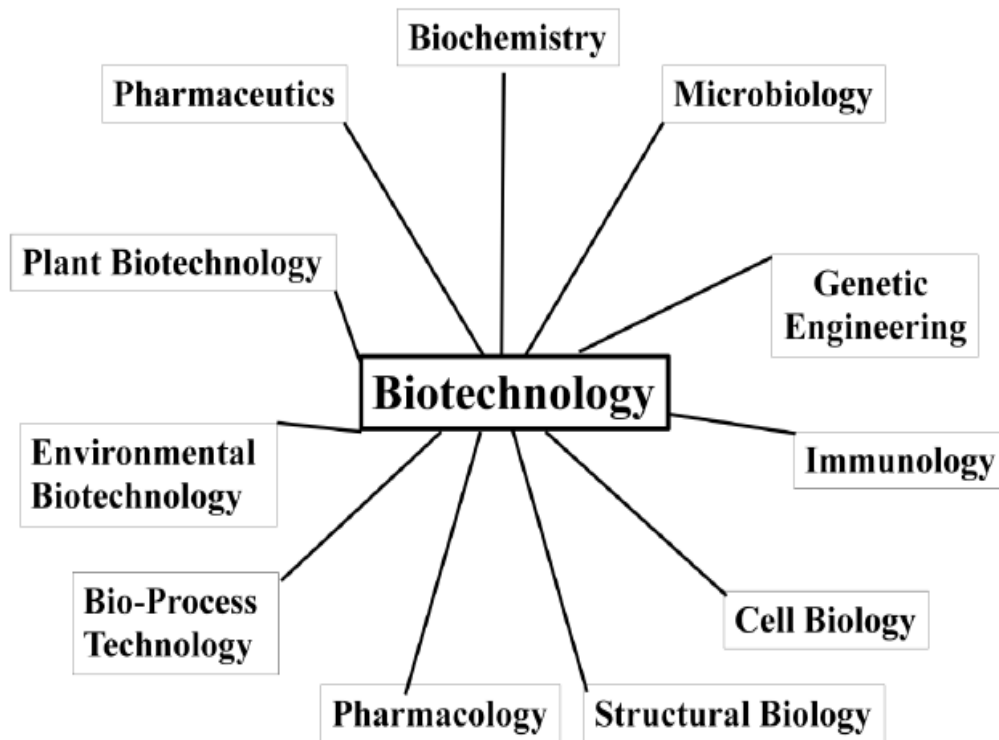 Biochemistry
Pharmaceutics
Microbiology
Plant Biotechnology
Genetic
Engineering
Biotechnology
Environmental
Biotechnology
Immunology
Bio-Process
Technology
Cell Biology
Pharmacology
Structural Biology